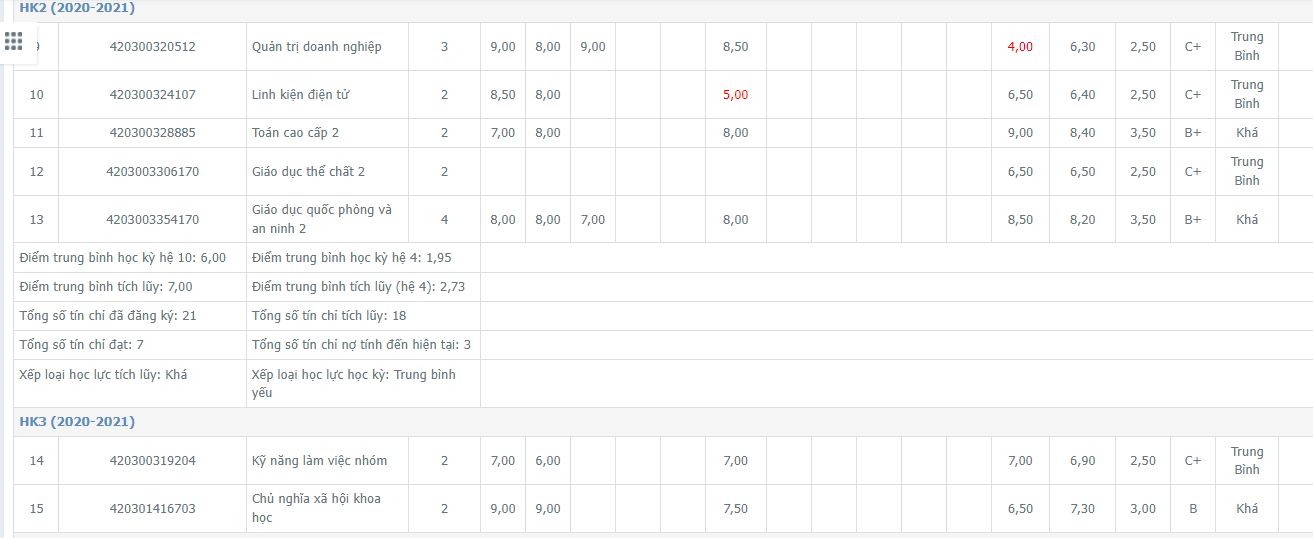 HK2 (2020-2021)
9 420300320512 Quản trị doanh nghiệp 3 9,00 8,00 9,00 8,50 4,00 6,30 2,50 C+ Trung
Bình
10 420300324107 Linh kiện điện tử 2 8,50 8,00 5,00 6,50 6,40 2,50 C+ Trung
Bình
11 420300328885 Toán cao cấp 2 2 7,00 8,00 8,00 9,00 8,40 3,50 B+ Khá
12 4203003306170 Giáo dục thể chất 2 2 6,50 6,50 2,50 C+ Trung
Bình
13 4203003354170 Giáo dục quốc phòng và
an ninh 2 4 8,00 8,00 7,00 8,00 8,50 8,20 3,50 B+ Khá
Điểm trung bình học kỳ hệ 10: 6,00 Điểm trung bình học kỳ hệ 4: 1,95
Điểm trung bình tích lũy: 7,00 Điểm trung bình tích lũy (hệ 4): 2,73
Tổng số tín chỉ đã đăng ký: 21 Tổng số tín chỉ tích lũy: 18
Tổng số tín chỉ đạt: 7 Tổng số tín chỉ nợ tính đến hiện tại: 3
Xếp loại học lực tích lũy: Khá Xếp loại học lực học kỳ: Trung bình
yếu
HK3 (2020-2021)
14 420300319204 Kỹ năng làm việc nhóm 2 7,00 6,00 7,00 7,00 6,90 2,50 C+ Trung
Bình
15 420301416703 Chủ nghĩa xã hội khoa
học 2 9,00 9,00 7,50 6,50 7,30 3,00 B Khá